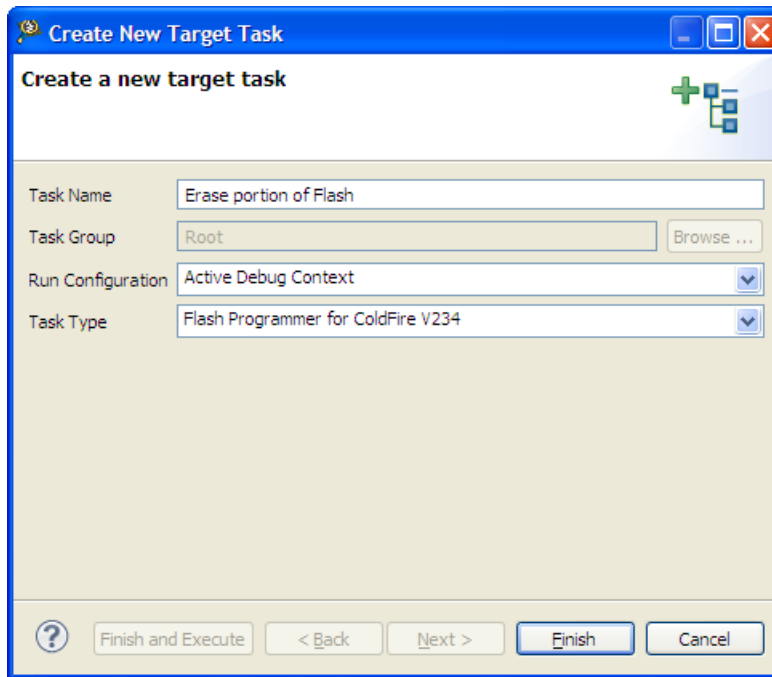 Create New Target Task
Create a new target task
Task Name Erase portion of Flash
Task Group Root Browse ...
Run Configuration Active Debug Context
Task Type Flash Programmer for ColdFire V234
? Finish and Execute < Back Next > Finish Cancel